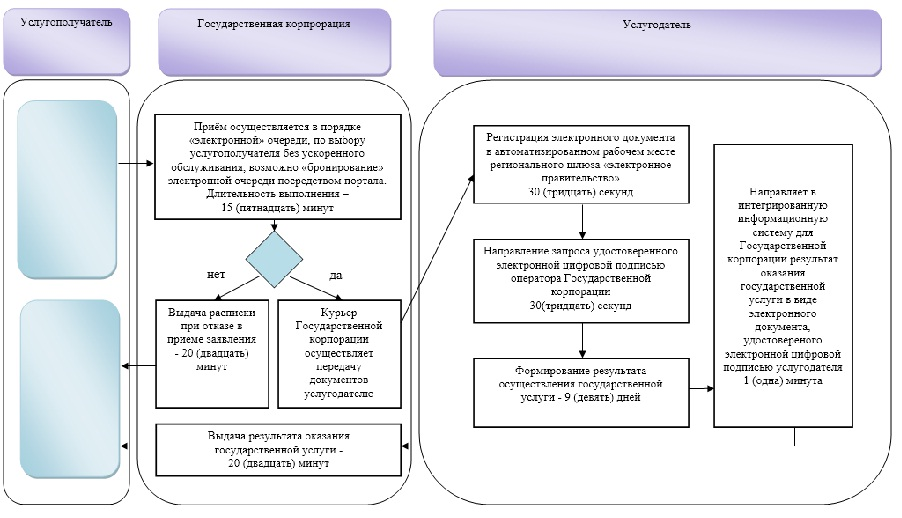 Услугополучатель
Государственная корпрорация
Услугодатель
Приём осуществляется в порядке
«электронной» очереди, по выбору
услугополучателя без ускоренного
обслуживания, возможно «бронирование»
электронной очереди посредством портала.
Длительность выполнения –
15 (пятнадцать) минут
нет
да
Выдача расписки
при отказе в
приеме заявления
- 20 (двадцать)
минут
Курьер
Государственной
корпорации
осуществляет
передачу
документов
услугодателю
Выдача результата оказания
государственной услуги -
20 (двадцать) минут
Регистрация электронного документа
в автоматизированном рабочем месте
регионального шлюза «электронное
правительство»
30 (тридцать) секунд
Направление запроса удостоверенного
электронной цифровой подписью
оператора Государственной
корпорации
30(тридцать) секунд
Формирование результата
осуществления государственной
услуги - 9 (девять) дней
Направляет в
интегрированную
информационную
систему для
Государственной
корпорации результат
оказания
государственной
услуги в виде
электронного
документа,
удостовереного
электронной цифровой
подписью услугодателя
1 (одна) минута